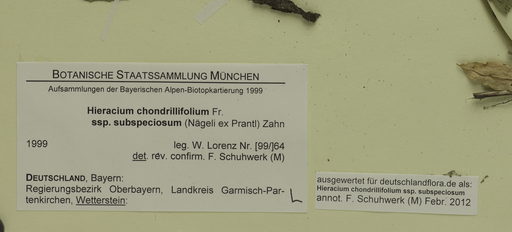 BOTANISCHE STAATSSAMMLUNG MÜNCHEN
Aufsammlungen der Bayerischen Alpen-Biotopkartierung 1999
Hieracium chondrillifolium Fr.
ssp. subspeciosum (Nägeli ex Prantl) Zahn
1999 leg. W. Lorenz Nr. [99/]64
det. rev. confirm. F. Schuhwerk (M)
DEUTSCHLAND, Bayern:
Regierungsbezirk Oberbayern, Landkreis Garmisch-Par-
tenkirchen, Wetterstein:
ausgewertet für deutschlandflora.de als:
Hieracium chondrillifolium ssp. subspeciosum
annot. F. Schuhwerk (M) Febr. 2012